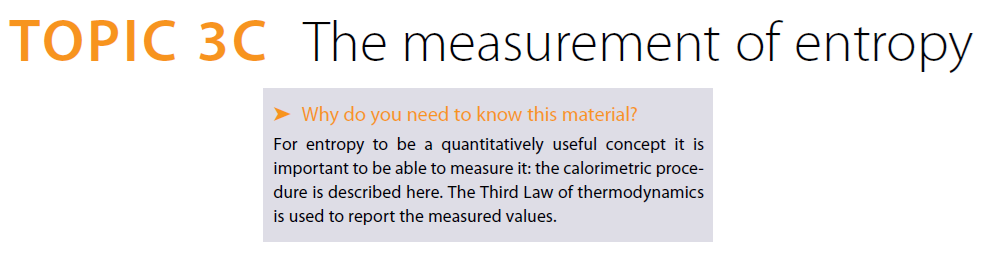 TOPIC 3C The measurement of entropy
➤ Why do you need to know this material?
For entropy to be a quantitatively useful concept it is
important to be able to measure it: the calorimetric proce-
dure is described here. The Third Law of thermodynamics
is used to report the measured values.